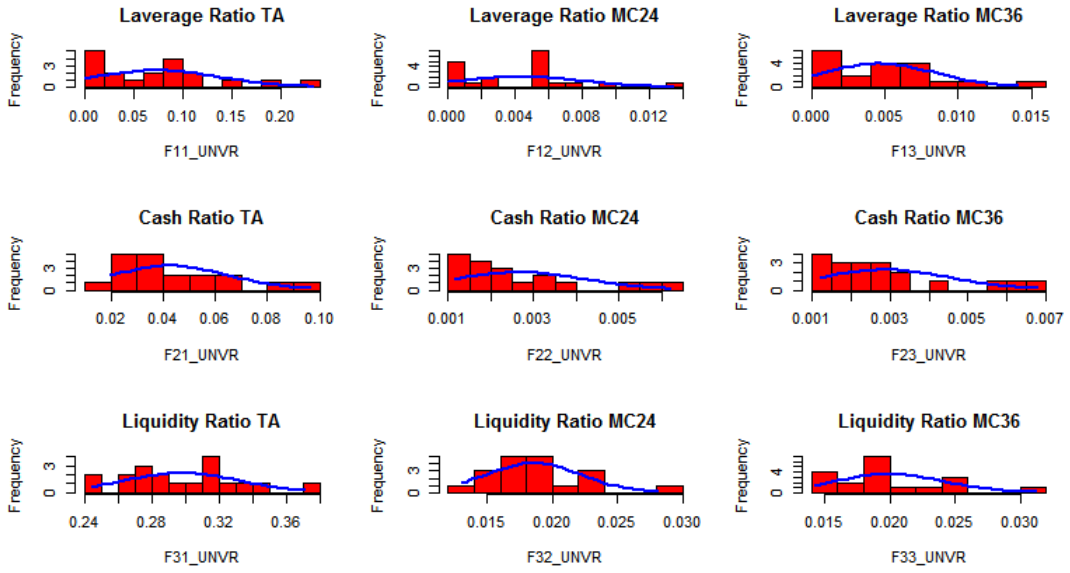 Laverage Ratio TA
Frequency
0 3
0.00 0.05 0.10 0.15 0.20
F11_UNVR
Laverage Ratio MC24
Frequency
0 4
0.000 0.004 0.008 0.012
F12_UNVR
Laverage Ratio MC36
Frequency
0 4
0.000 0.005 0.010 0.015
F13_UNVR
Cash Ratio TA
Frequency
0 3
0.02 0.04 0.06 0.08 0.10
F21_UNVR
Cash Ratio MC24
Frequency
0 3
0.001 0.003 0.005
F22_UNVR
Cash Ratio MC36
Frequency
0 3
0.001 0.003 0.005 0.007
F23_UNVR
Liquidity Ratio TA
Frequency
0 3
0.24 0.28 0.32 0.36
F31_UNVR
Liquidity Ratio MC24
Frequency
0 3
0.015 0.020 0.025 0.030
F32_UNVR
Liquidity Ratio MC36
Frequency
0 4
0.015 0.020 0.025 0.030
F33_UNVR